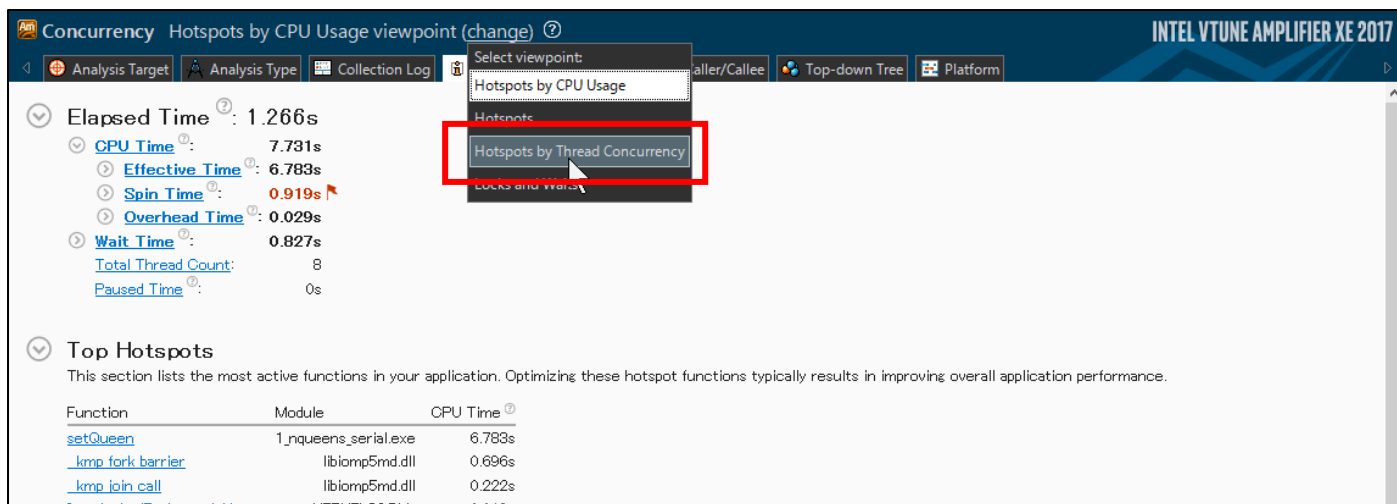 Concurrency Hotspots by CPU Usage viewpoint (change) ?
INTEL VTUNE AMPLIFIER XE 2017
Analysis Target Analysis Type Collection Log aller/Callee Top-down Tree Platform
Select viewpoint:
Hotspots by CPU Usage
Hotspots
Hotspots by Thread Concurrency
Locks and Waits
Elapsed Time ?: 1.266s
CPU Time ?: 7.731s
Effective Time ?: 6.783s
Spin Time ?: 0.919s
Overhead Time ?: 0.029s
Wait Time ?: 0.827s
Total Thread Count: 8
Paused Time ?: 0s
Top Hotspots
This section lists the most active functions in your application. Optimizing these hotspot functions typically results in improving overall application performance.
Function Module CPU Time ?
setQueen 1_nqueens_serial.exe 6.783s
_kmp fork barrier libiomp5md.dll 0.696s
_kmp join call libiomp5md.dll 0.222s